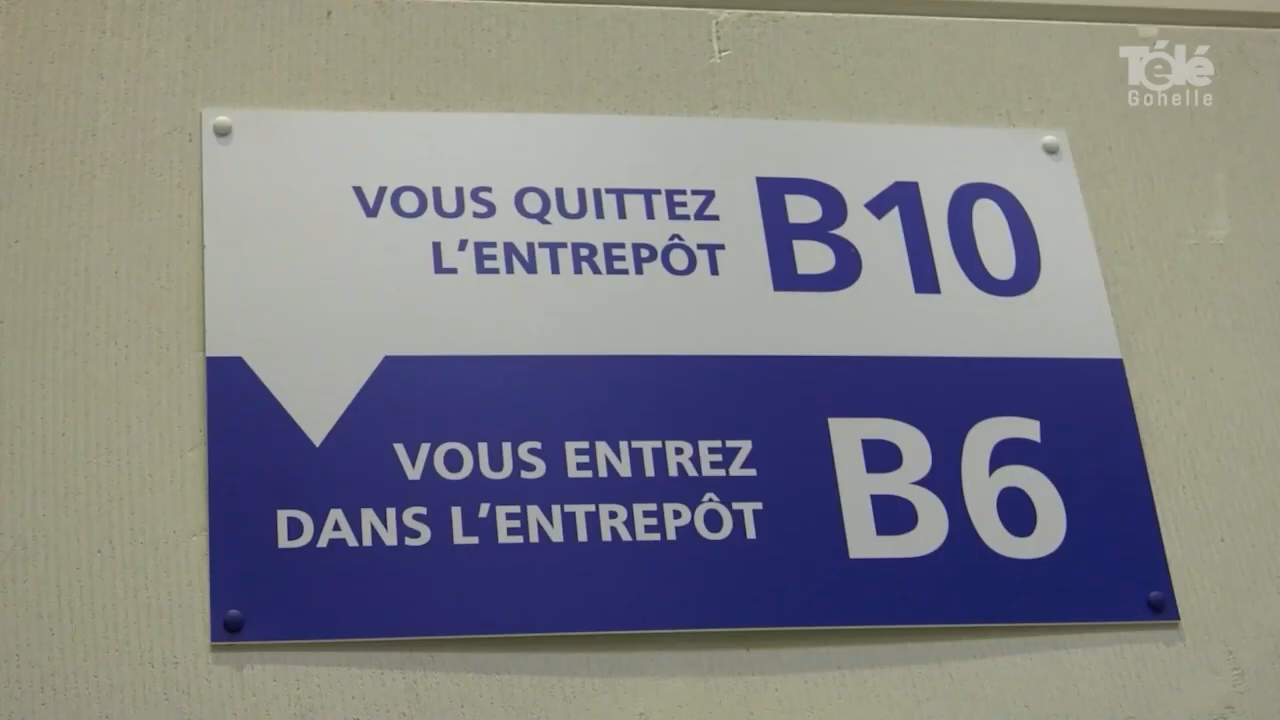 Télé
Gohelle
VOUS QUITTEZ
L'ENTREPÔT
B10
VOUS ENTREZ
DANS L'ENTREPÔT
B6